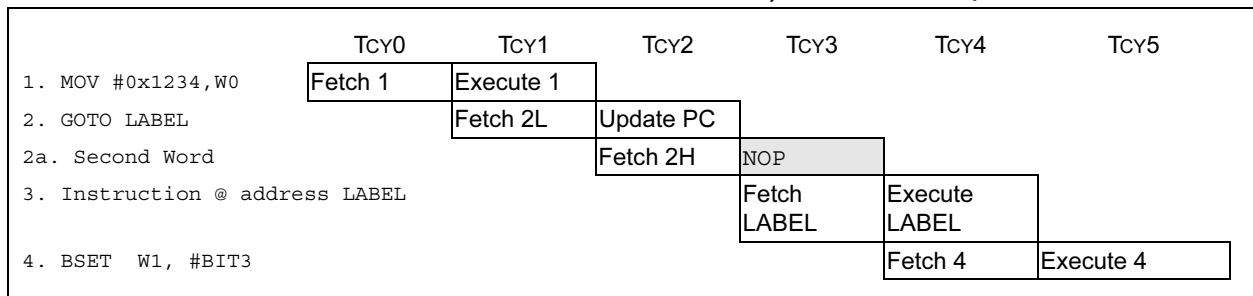 TCY0 TCY1 TCY2 TCY3 TCY4 TCY5
1. MOV #0x1234,W0 Fetch 1 Execute 1
2. GOTO LABEL Fetch 2L Update PC
2a. Second Word Fetch 2H NOP
3. Instruction @ address LABEL Fetch LABEL Execute LABEL
4. BSET W1, #BIT3 Fetch 4 Execute 4